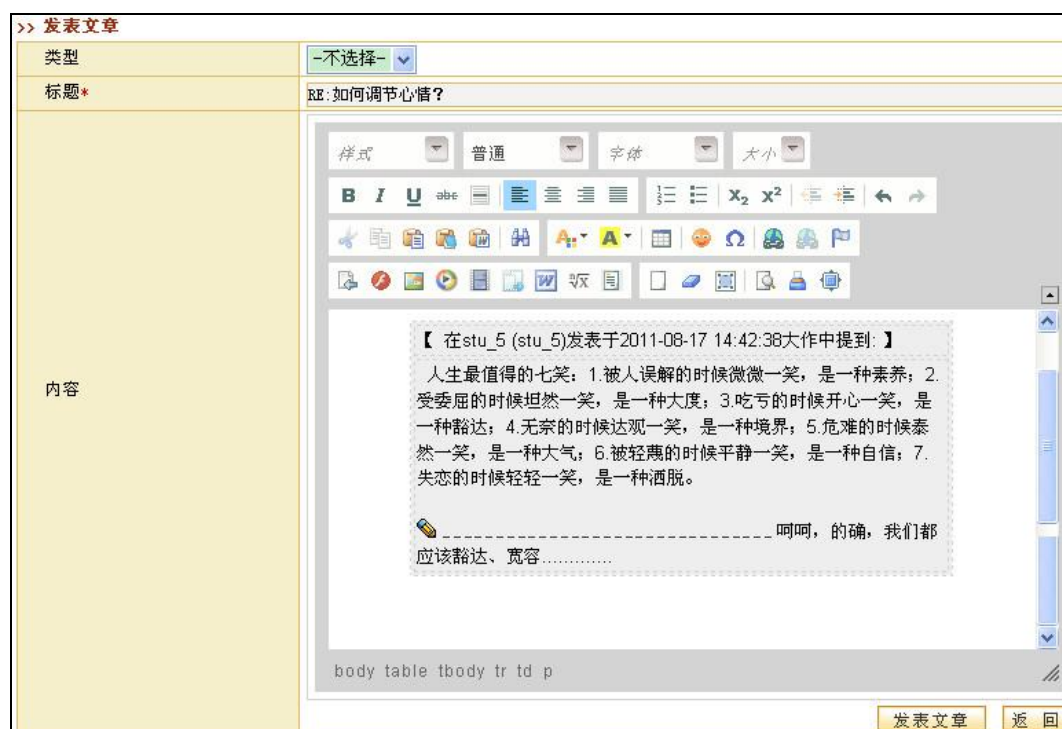 >> 发表文章
类型
-不选择-
标题*
RE:如何调节心情?
内容
样式 普通 字体 大小
B I U abc X₂ X²
A A Ω
W √x
【 在stu_5 (stu_5)发表于2011-08-17 14:42:38大作中提到: 】
人生最值得的七笑：1.被人误解的时候微微一笑，是一种素养；2.
受委屈的时候坦然一笑，是一种大度；3.吃亏的时候开心一笑，是
一种豁达；4.无奈的时候达观一笑，是一种境界；5.危难的时候泰
然一笑，是一种大气；6.被轻蔑的时候平静一笑，是一种自信；7.
失恋的时候轻轻一笑，是一种洒脱。
_______________________________呵呵，的确，我们都
应该豁达、宽容.............
body table tbody tr td p
发表文章 返 回